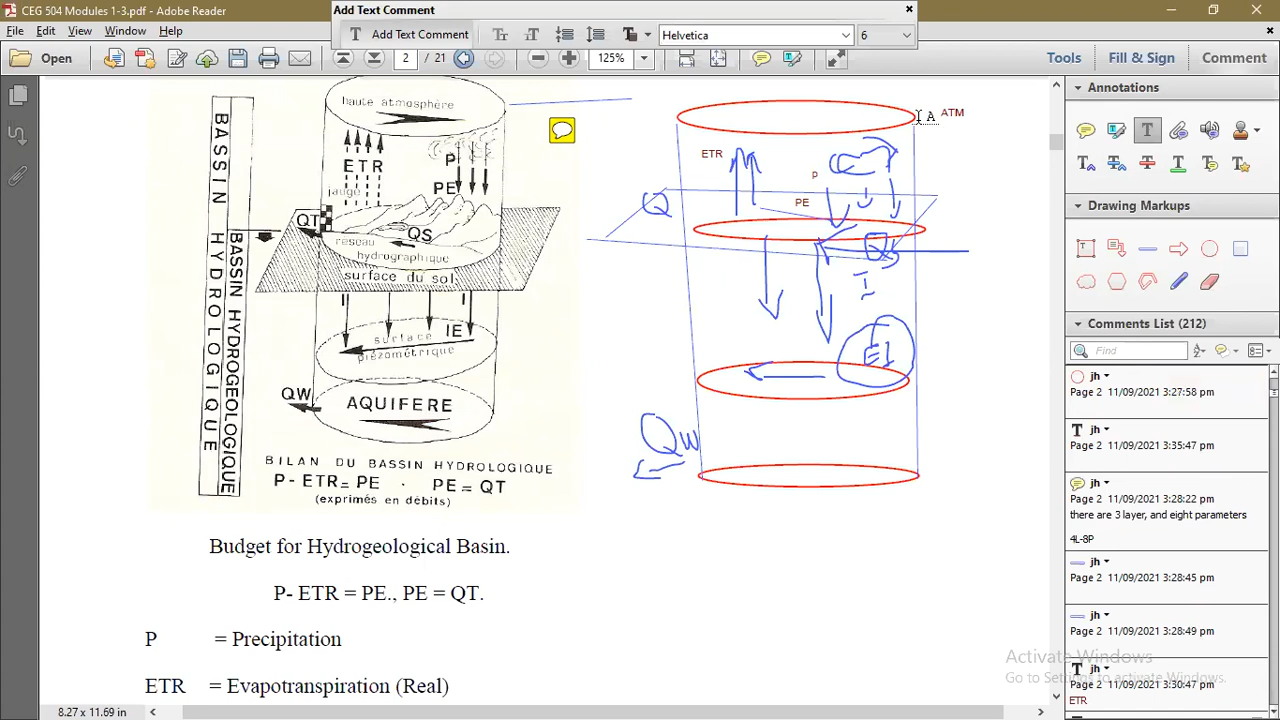 CEG 504 Modules 1-3.pdf - Adobe Reader
Add Text Comment
File Edit View Window Help
Add Text Comment
Helvetica
6
Open
2 / 21
125%
Tools
Fill & Sign
Comment
BASSIN HYDROLOGIQUE
BASSIN HYDROGEOLOGIQUE
haute atmosphère
ETR
P
PE
jauge
QT
QS
reseau
hydrographique
surface du sol
IE
surface
piézométrique
QW
AQUIFERE
BILAN DU BASSIN HYDROLOGIQUE
P- ETR= PE . PE = QT
(exprimés en débits)
A
ATM
ETR
P
PE
Q
Qs
I
EI
Qw
Budget for Hydrogeological Basin.
P- ETR = PE., PE = QT.
P = Precipitation
ETR = Evapotranspiration (Real)
8.27 x 11.69 in
Annotations
T
Drawing Markups
Comments List (212)
Find
jh
Page 2 11/09/2021 3:27:58 pm
jh
Page 2 11/09/2021 3:35:47 pm
jh
Page 2 11/09/2021 3:28:22 pm
there are 3 layer, and eight parameters
4L-8P
jh
Page 2 11/09/2021 3:28:45 pm
jh
Page 2 11/09/2021 3:28:49 pm
jh
Page 2 11/09/2021 3:30:47 pm
ETR
Activate Windows
Go to Settings to activate Windows.